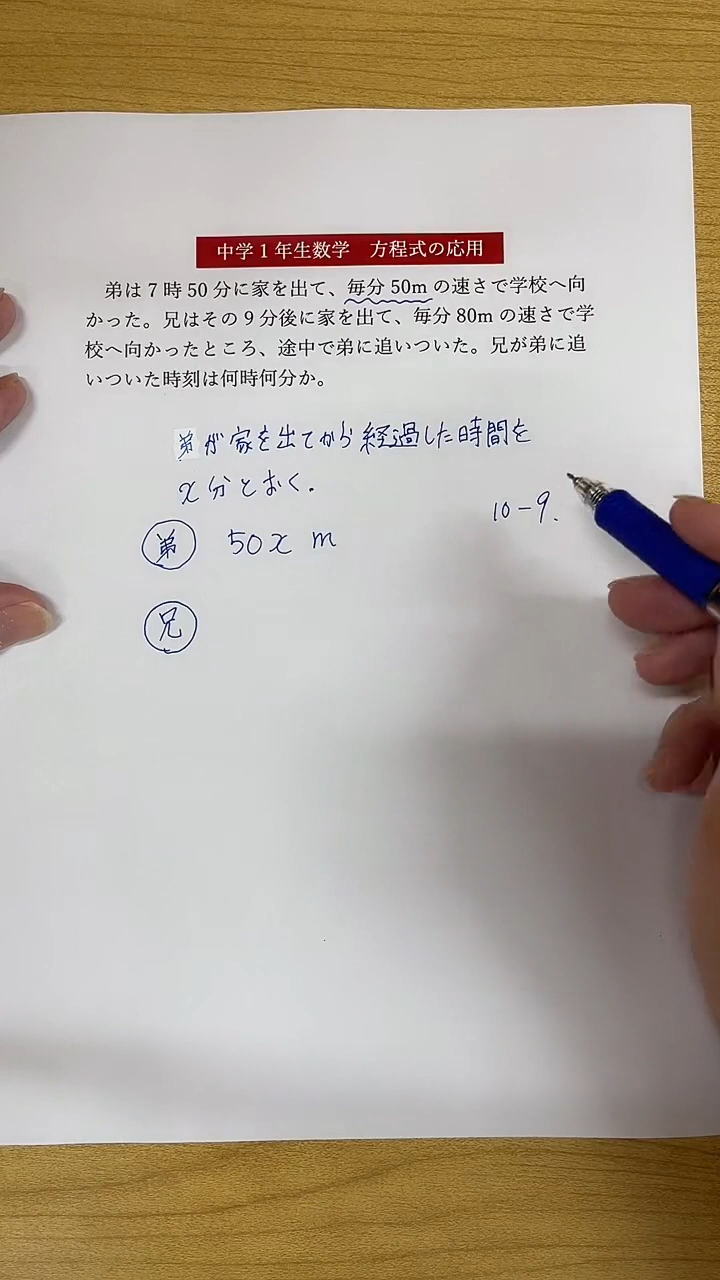 中学1年生数学　方程式の応用
弟は7時50分に家を出て、毎分50mの速さで学校へ向
かった。兄はその9分後に家を出て、毎分80mの速さで学
校へ向かったところ、途中で弟に追いついた。兄が弟に追
いついた時刻は何時何分か。
弟が家を出てから経過した時間を
x分とおく.
10-9.
弟 50x m
兄